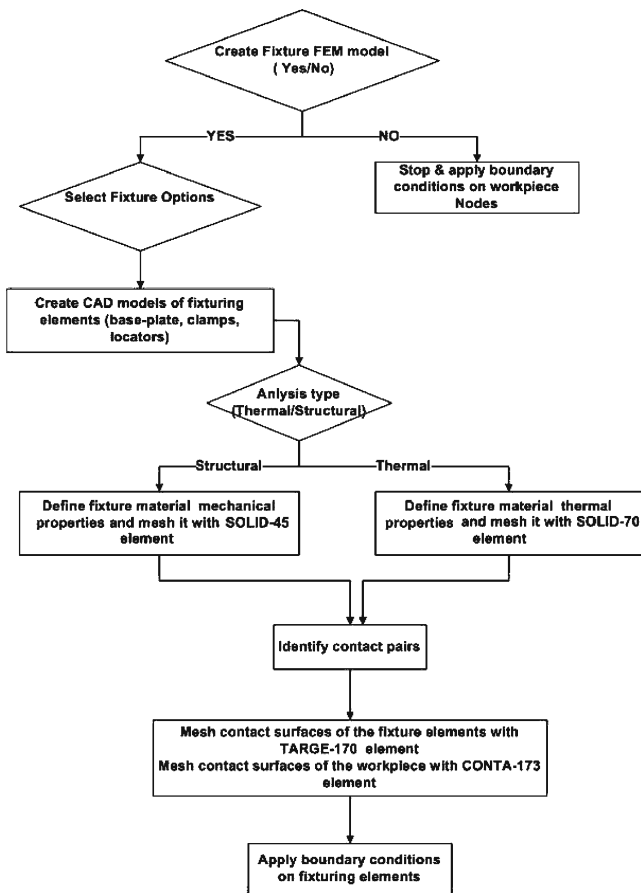 Create Fixture FEM model
( Yes/No)
YES
NO
Select Fixture Options
Stop & apply boundary
conditions on workpiece
Nodes
Create CAD models of fixturing
elements (base-plate, clamps,
locators)
Anlysis type
(Thermal/Structural)
Structural
Thermal
Define fixture material mechanical
properties and mesh it with SOLID-45
element
Define fixture material thermal
properties and mesh it with SOLID-70
element
Identify contact pairs
Mesh contact surfaces of the fixture elements with
TARGE-170 element
Mesh contact surfaces of the workpiece with CONTA-173
element
Apply boundary conditions
on fixturing elements